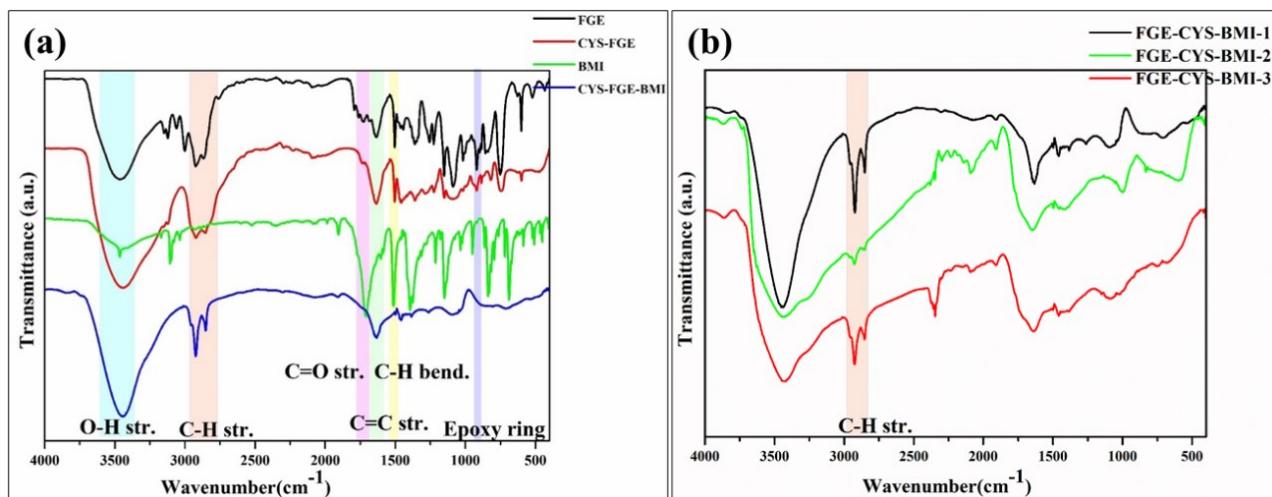 (a)
FGE
CYS-FGE
BMI
CYS-FGE-BMI
Transmittance (a.u.)
C=O str. C-H bend.
O-H str. C-H str. C=C str. Epoxy ring
4000 3500 3000 2500 2000 1500 1000 500
Wavenumber(cm⁻¹)
(b)
FGE-CYS-BMI-1
FGE-CYS-BMI-2
FGE-CYS-BMI-3
Transmittance (a.u.)
C-H str.
4000 3500 3000 2500 2000 1500 1000 500
Wavenumber(cm⁻¹)